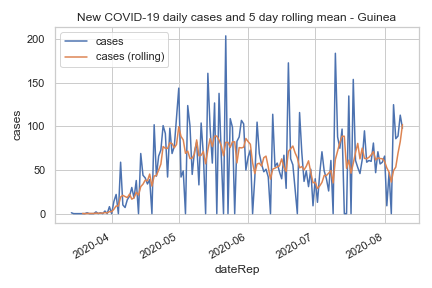 New COVID-19 daily cases and 5 day rolling mean - Guinea
cases
cases (rolling)
200
150
100
50
0
cases
2020-04
2020-05
2020-06
2020-07
2020-08
dateRep